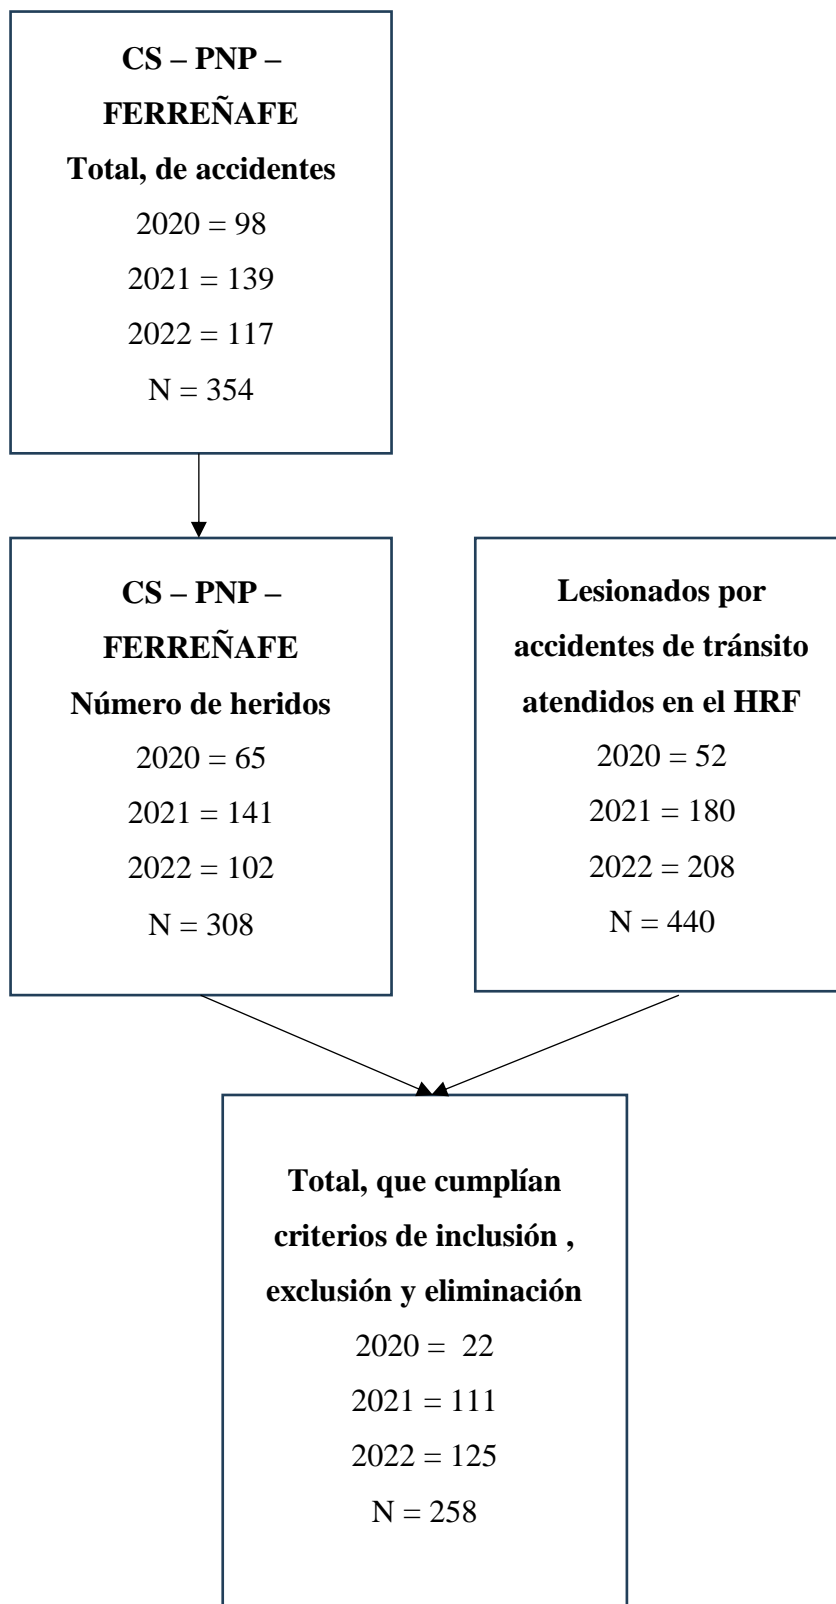 CS – PNP –
FERREÑAFE
Total, de accidentes
2020 = 98
2021 = 139
2022 = 117
N = 354
CS – PNP –
FERREÑAFE
Número de heridos
2020 = 65
2021 = 141
2022 = 102
N = 308
Lesionados por
accidentes de tránsito
atendidos en el HRF
2020 = 52
2021 = 180
2022 = 208
N = 440
Total, que cumplían
criterios de inclusión ,
exclusión y eliminación
2020 =  22
2021 = 111
2022 = 125
N = 258